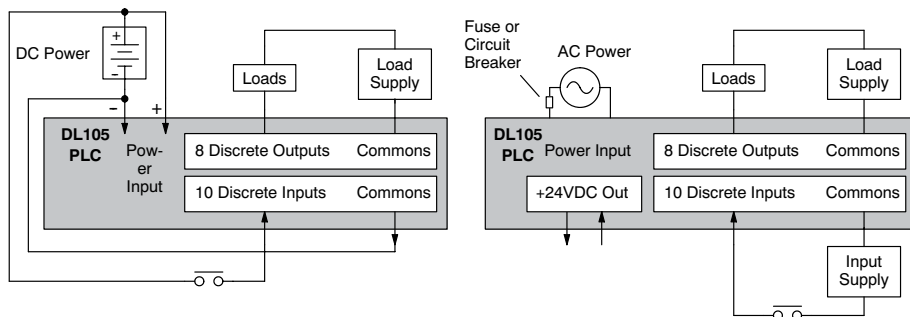 DC Power
+
-
-
+
Loads
Load
Supply
DL105
PLC
Pow-
er
Input
8 Discrete Outputs Commons
10 Discrete Inputs Commons
Fuse or
Circuit
Breaker
AC Power
Loads
Load
Supply
DL105
PLC
Power Input
8 Discrete Outputs Commons
+24VDC Out
10 Discrete Inputs Commons
Input
Supply